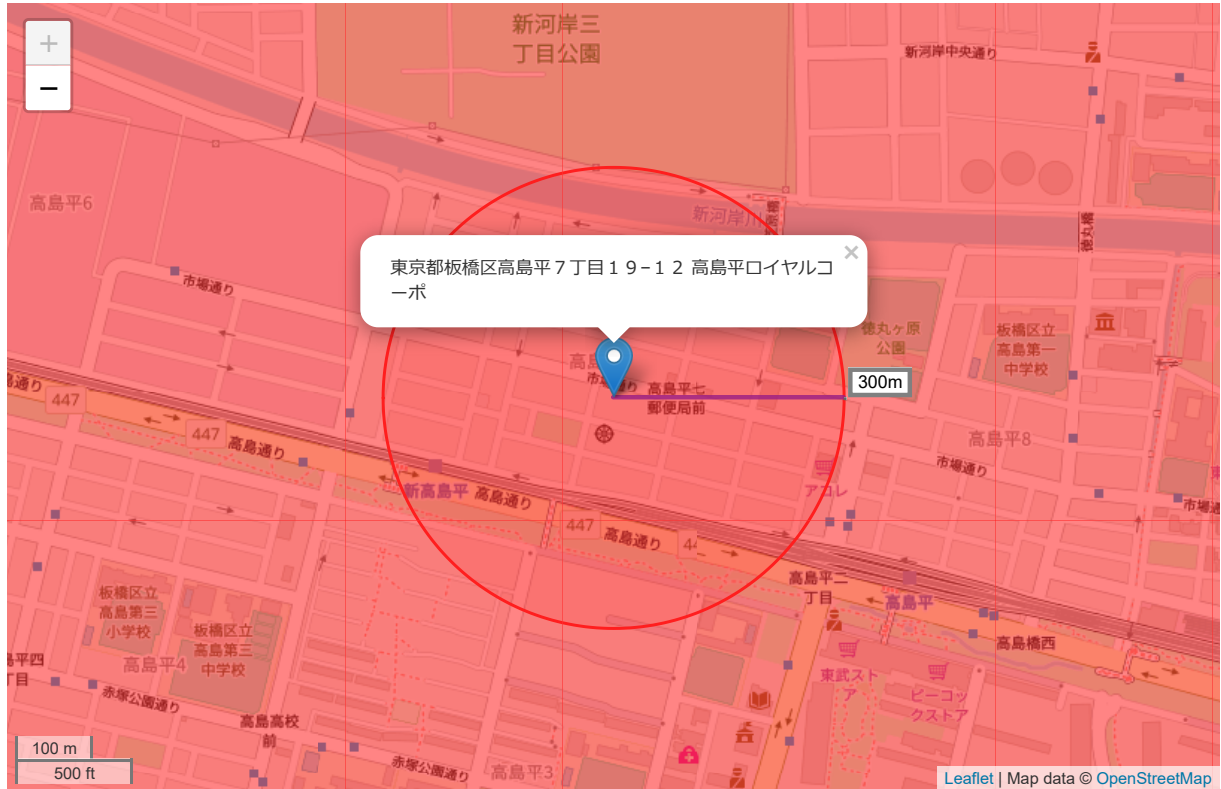 +
−
新河岸三
丁目公園
新河岸中央通り
高島平6
新河岸川
徳丸橋
市場通り
東京都板橋区高島平７丁目１９−１２ 高島平ロイヤルコ
ーポ
×
徳丸ヶ原
公園
板橋区立
高島第一
中学校
300m
高島平七
郵便局前
447
447
高島通り
高島平8
市場通り
アコレ
新高島平
高島通り
447
高島通り
高島平二
丁目
高島平
高島橋西
板橋区立
高島第三
小学校
板橋区立
高島第三
中学校
高島平4
赤塚公園通り
高島高校
前
東武スト
ア
ピーコッ
クストア
赤塚公園通り
高島平3
100 m
500 ft
Leaflet | Map data © OpenStreetMap